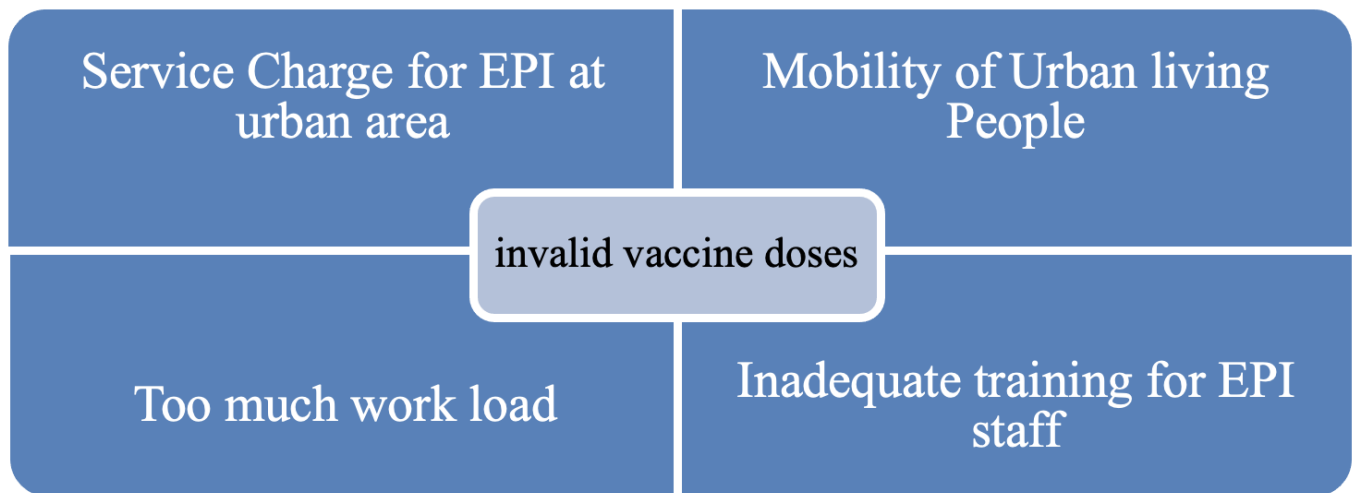 Service Charge for EPI at
urban area
Mobility of Urban living
People
invalid vaccine doses
Too much work load
Inadequate training for EPI
staff